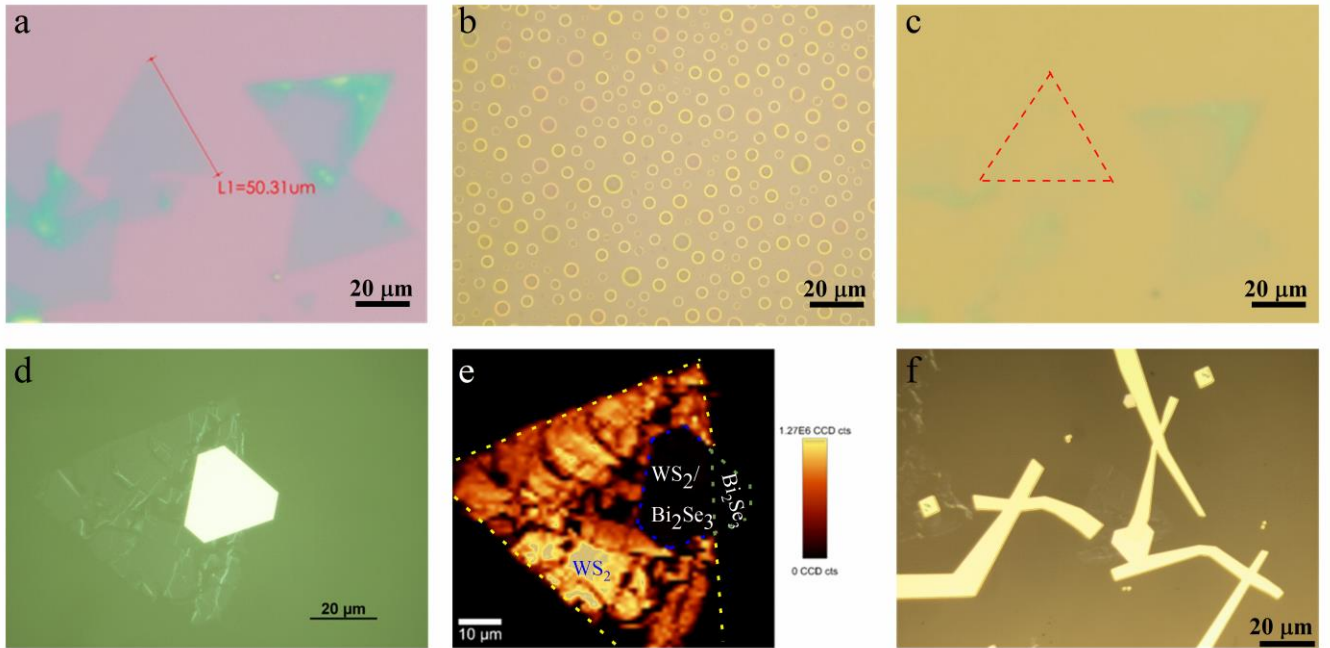 a
L1=50.31um
20 μm
b
20 μm
c
20 μm
d
20 μm
e
WS2/
Bi2Se3
Bi2Se3
WS2
10 μm
1.27E6 CCD cts
0 CCD cts
f
20 μm